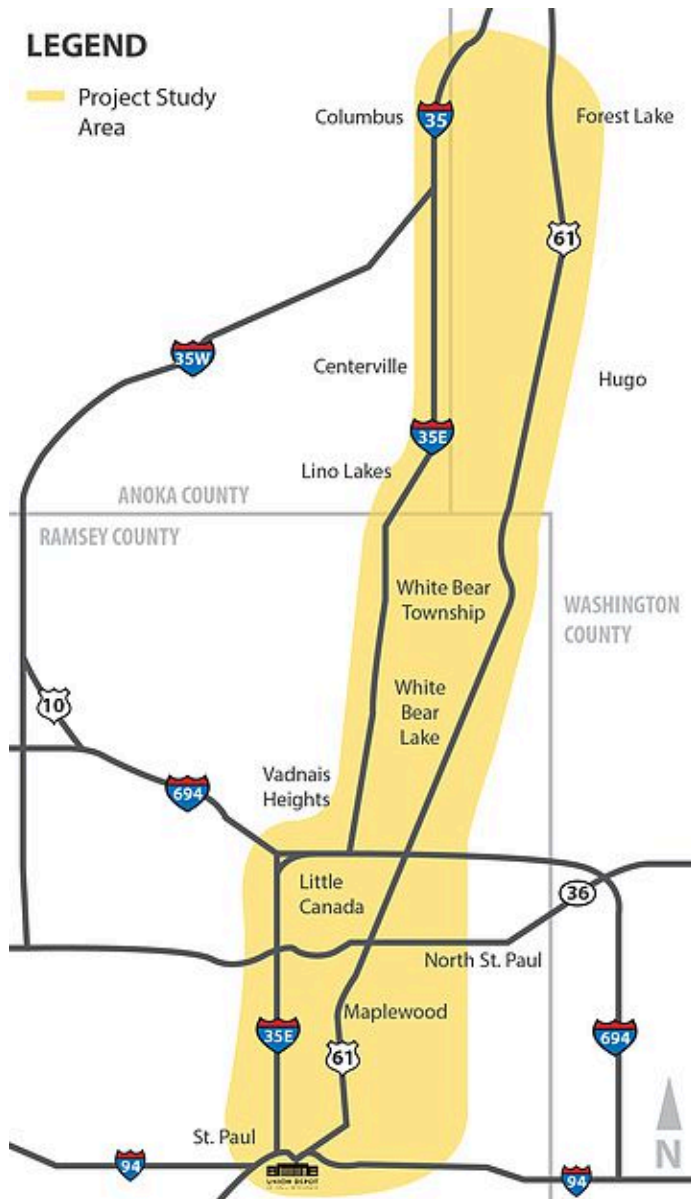 LEGEND
Project Study
Area
Columbus
35
Forest Lake
61
35W
Centerville
Hugo
35E
Lino Lakes
ANOKA COUNTY
RAMSEY COUNTY
White Bear
Township
WASHINGTON
COUNTY
White
Bear
Lake
10
694
Vadnais
Heights
Little
Canada
36
North St. Paul
Maplewood
35E
61
694
St. Paul
N
94
UNION DEPOT
94